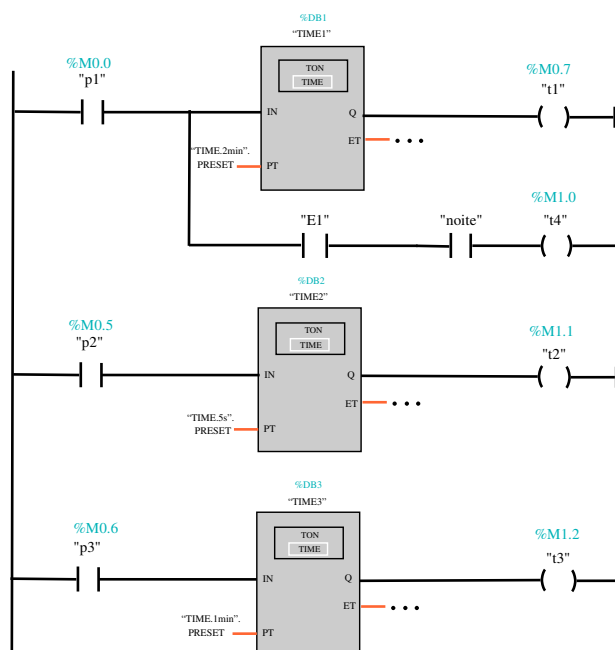 %DB1
“TIME1”
%M0.0
"p1"
TON
TIME
%M0.7
"t1"
IN
Q
ET
“TIME.2min”.
PRESET
PT
%M1.0
"E1"
"noite"
"t4"
%DB2
“TIME2”
%M0.5
"p2"
TON
TIME
%M1.1
"t2"
IN
Q
ET
“TIME.5s”.
PRESET
PT
%DB3
“TIME3”
%M0.6
"p3"
TON
TIME
%M1.2
"t3"
IN
Q
ET
“TIME.1min”.
PRESET
PT